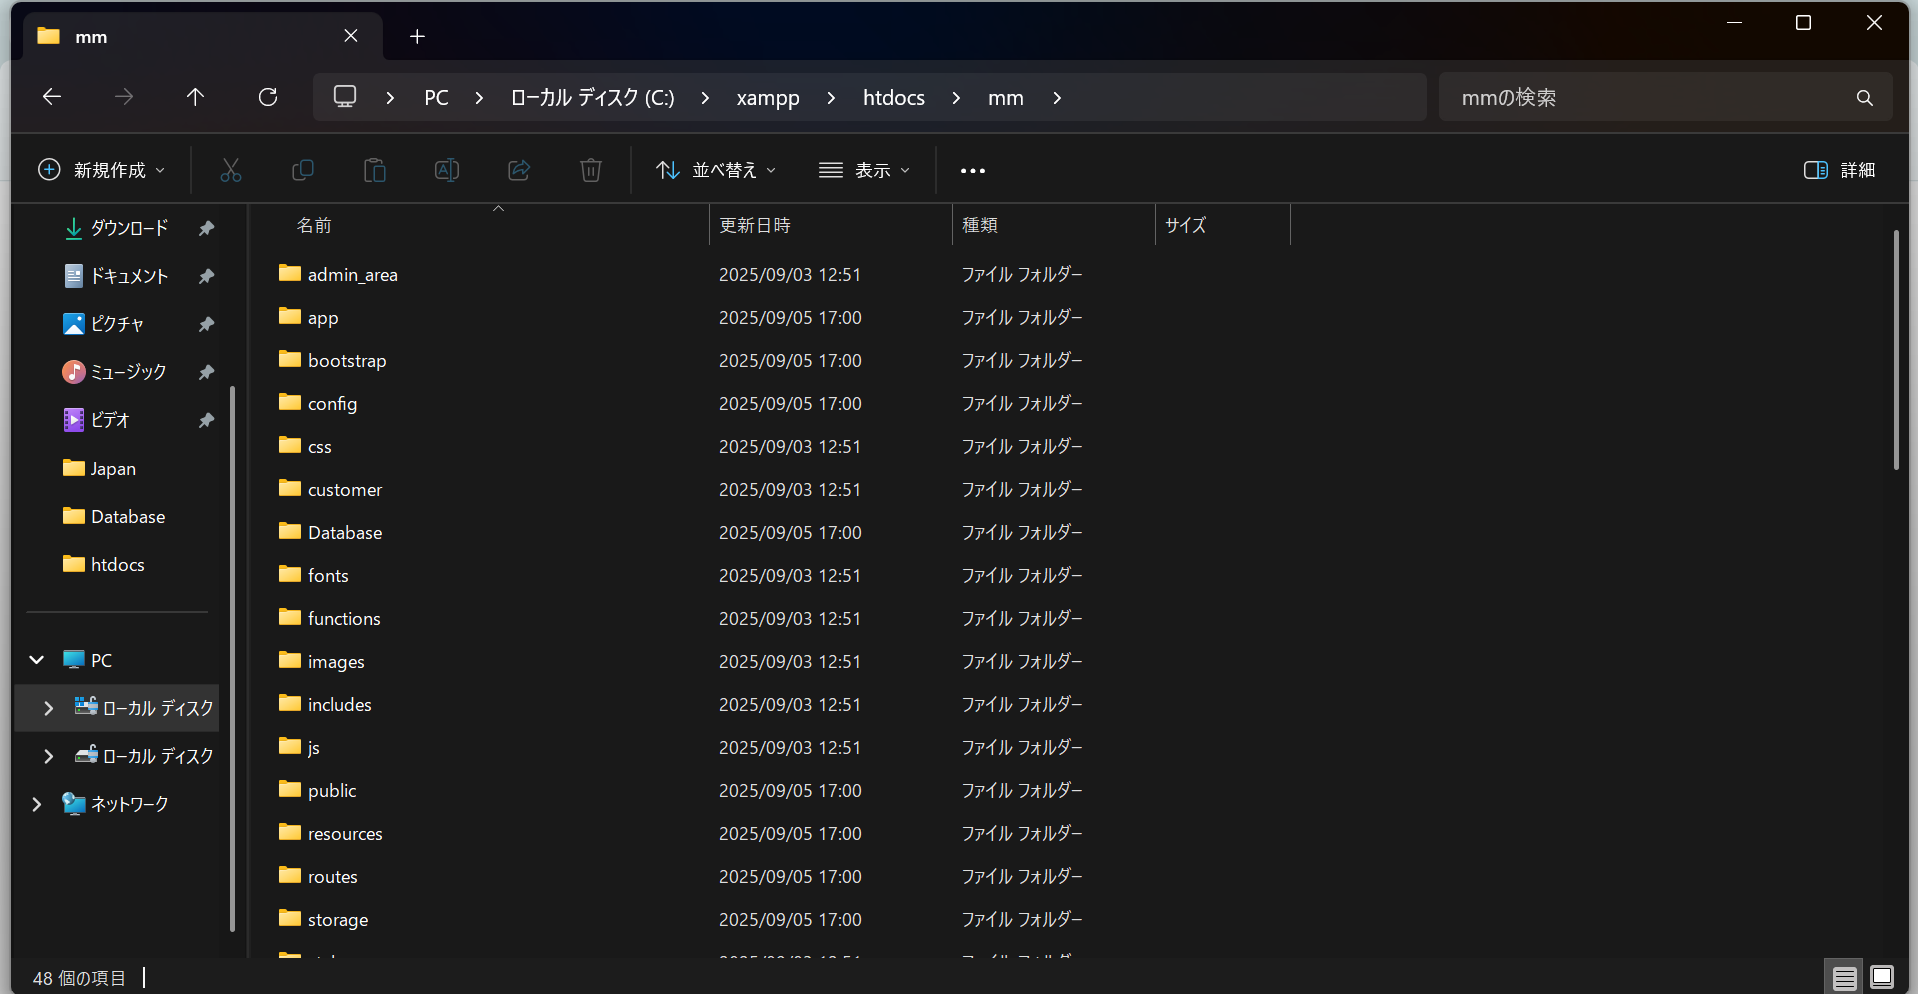 mm
PC ローカル ディスク (C:) xampp htdocs mm
mmの検索
新規作成 並べ替え 表示 詳細
ダウンロード
ドキュメント
ピクチャ
ミュージック
ビデオ
Japan
Database
htdocs
PC
ローカル ディスク
ローカル ディスク
ネットワーク
名前 更新日時 種類 サイズ
admin_area 2025/09/03 12:51 ファイル フォルダー
app 2025/09/05 17:00 ファイル フォルダー
bootstrap 2025/09/05 17:00 ファイル フォルダー
config 2025/09/05 17:00 ファイル フォルダー
css 2025/09/03 12:51 ファイル フォルダー
customer 2025/09/03 12:51 ファイル フォルダー
Database 2025/09/05 17:00 ファイル フォルダー
fonts 2025/09/03 12:51 ファイル フォルダー
functions 2025/09/03 12:51 ファイル フォルダー
images 2025/09/03 12:51 ファイル フォルダー
includes 2025/09/03 12:51 ファイル フォルダー
js 2025/09/03 12:51 ファイル フォルダー
public 2025/09/05 17:00 ファイル フォルダー
resources 2025/09/05 17:00 ファイル フォルダー
routes 2025/09/05 17:00 ファイル フォルダー
storage 2025/09/05 17:00 ファイル フォルダー
48 個の項目